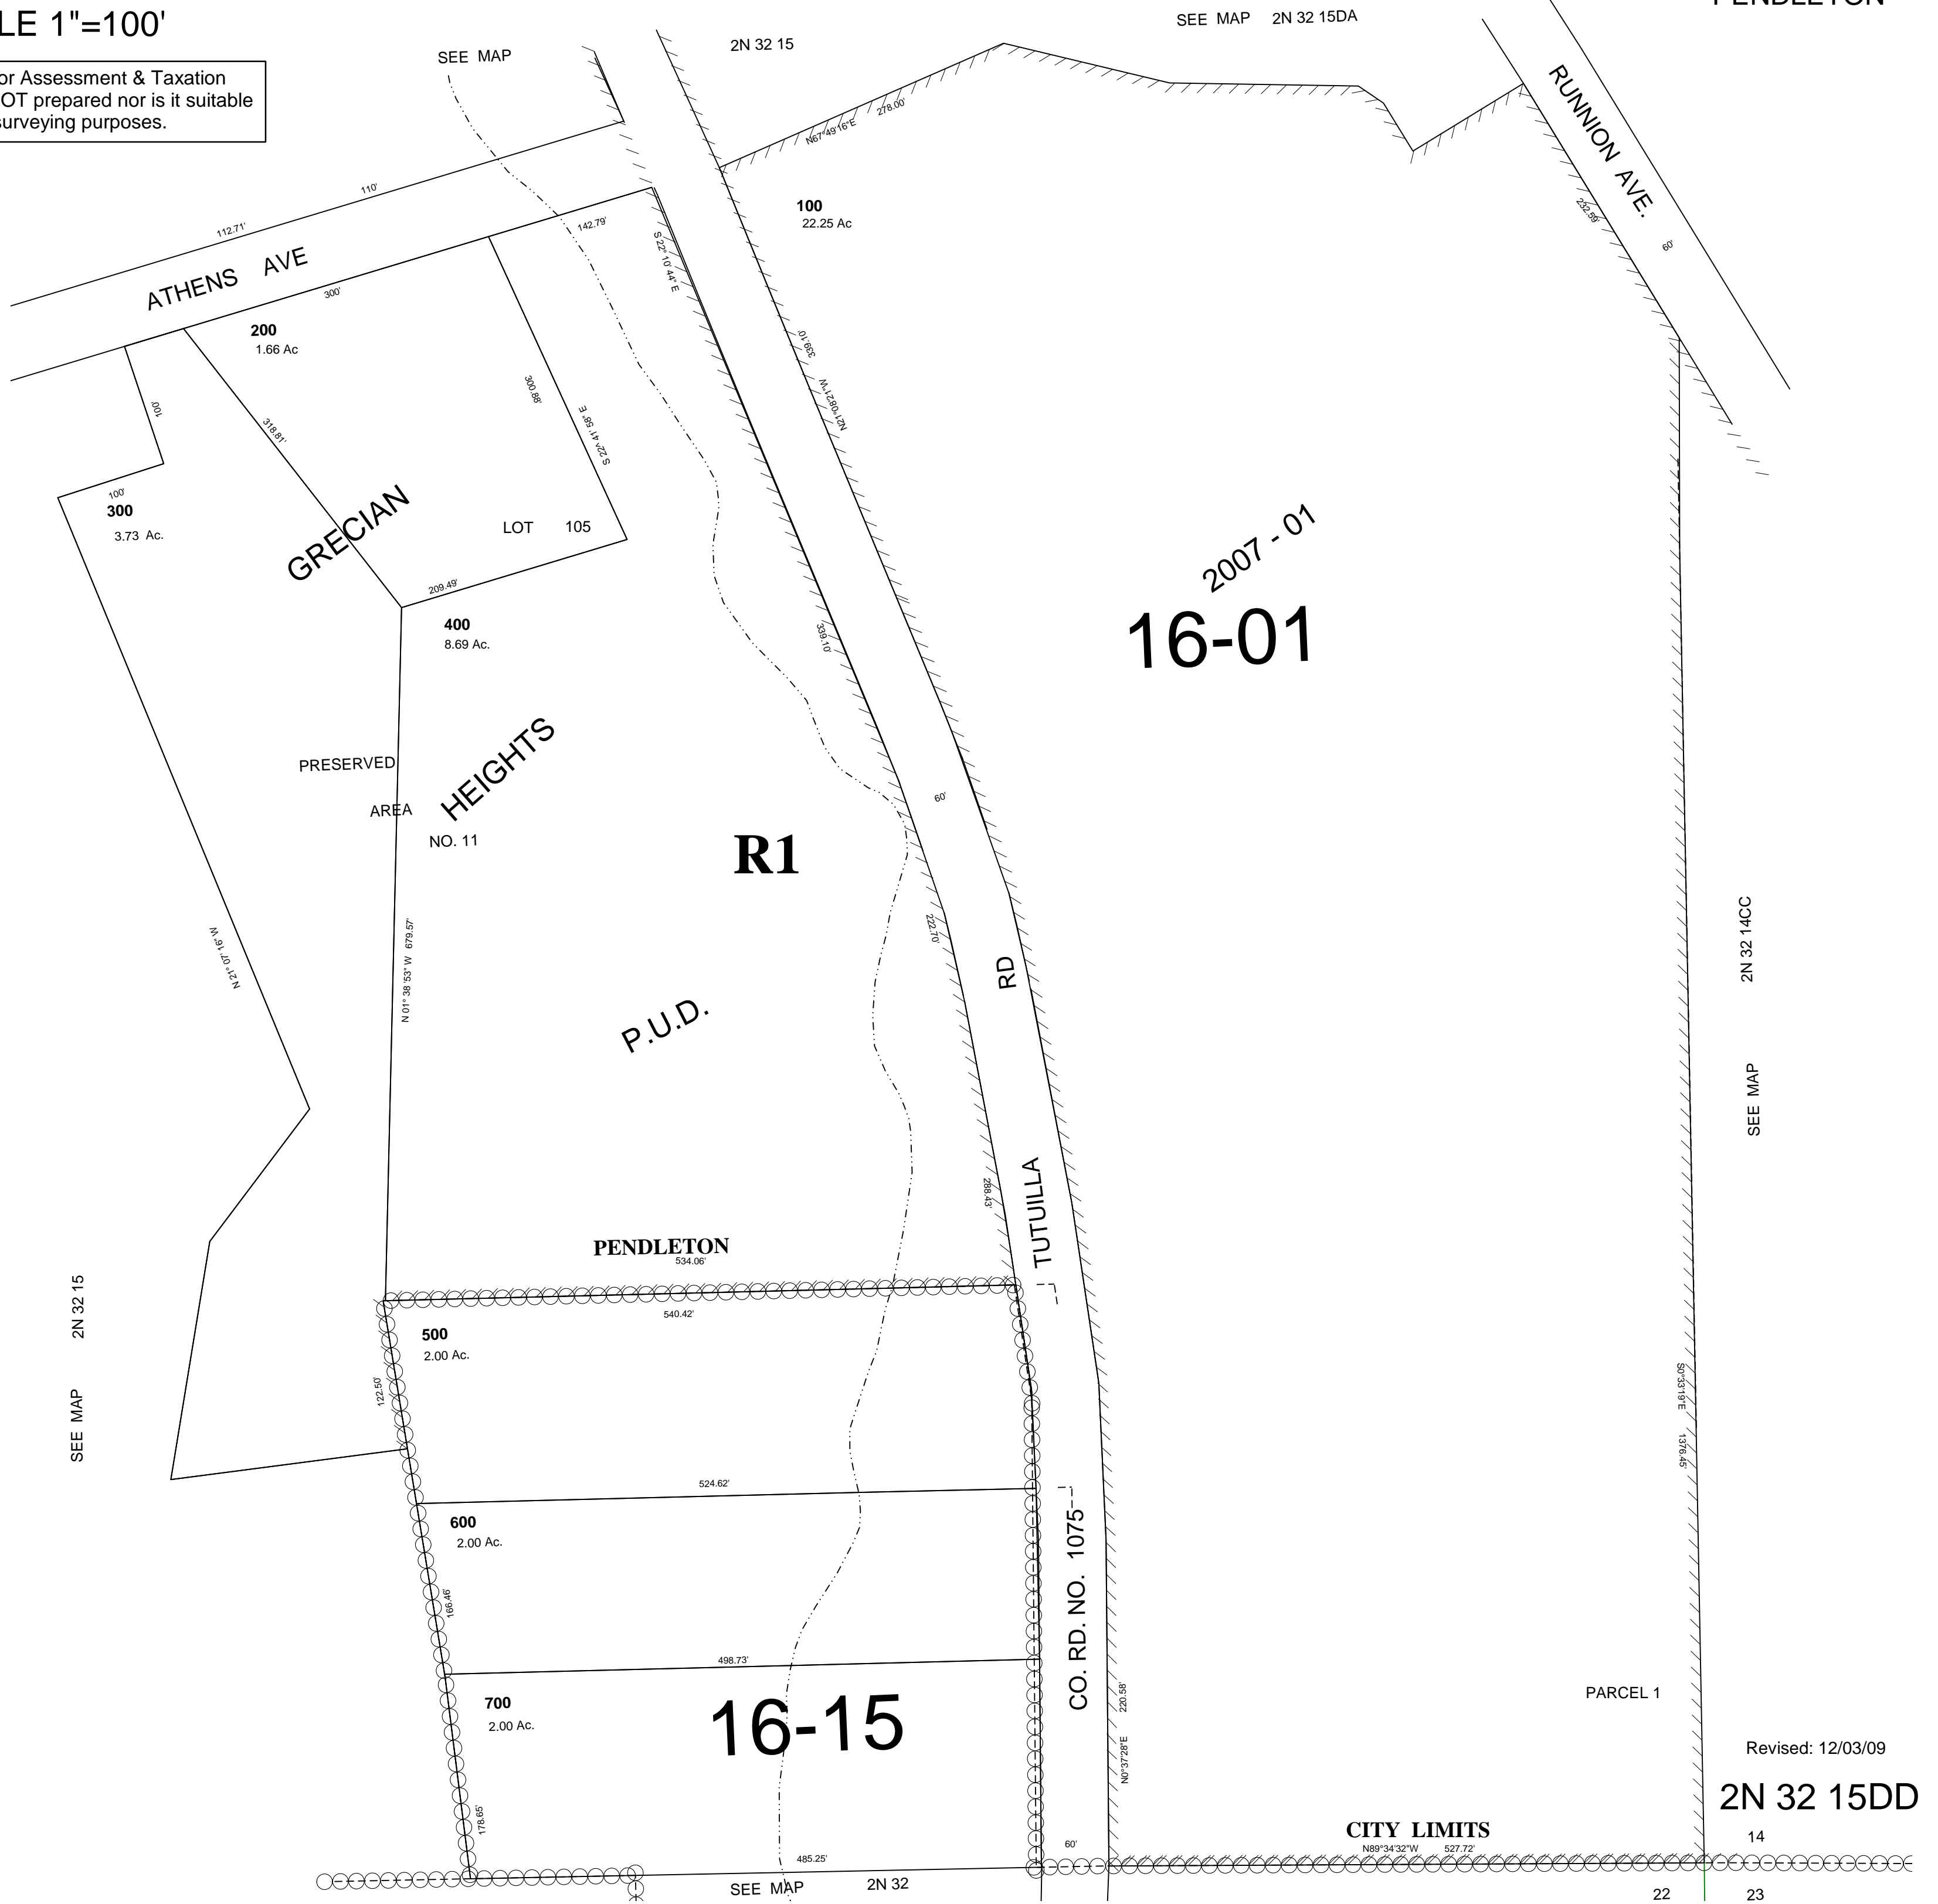 LE 1"=100'
or Assessment & Taxation
OT prepared nor is it suitable
surveying purposes.
SEE MAP
2N 32 15
SEE MAP 2N 32 15DA
RUNNION AVE.
232.59'
60'
N67°49'16"E 278.00'
100
22.25 Ac
110'
112.71'
ATHENS AVE
142.79'
300'
200
1.66 Ac
S 22° 10' 44" E
339.10'
N21°08'21"W
100'
318.81'
300.88'
S 22° 41' 58" E
100'
300
3.73 Ac.
GRECIAN
LOT 105
209.49'
400
8.69 Ac.
339.10'
2007 - 01
16-01
PRESERVED
AREA
NO. 11
HEIGHTS
R1
60'
222.70'
N 21° 07' 16" W
N 01° 38' 53" W 679.57'
P.U.D.
RD
TUTUILLA
288.43'
2N 32 14CC
SEE MAP
PENDLETON
534.06'
540.42'
2N 32 15
SEE MAP
500
2.00 Ac.
122.50'
S0°33'19"E
1376.45'
524.62'
600
2.00 Ac.
166.46'
CO. RD. NO. 1075
498.73'
700
2.00 Ac.
16-15
220.58'
N0°37'28"E
PARCEL 1
Revised: 12/03/09
2N 32 15DD
178.65'
60'
CITY LIMITS
N89°34'32"W 527.72'
14
485.25'
SEE MAP 2N 32
22
23